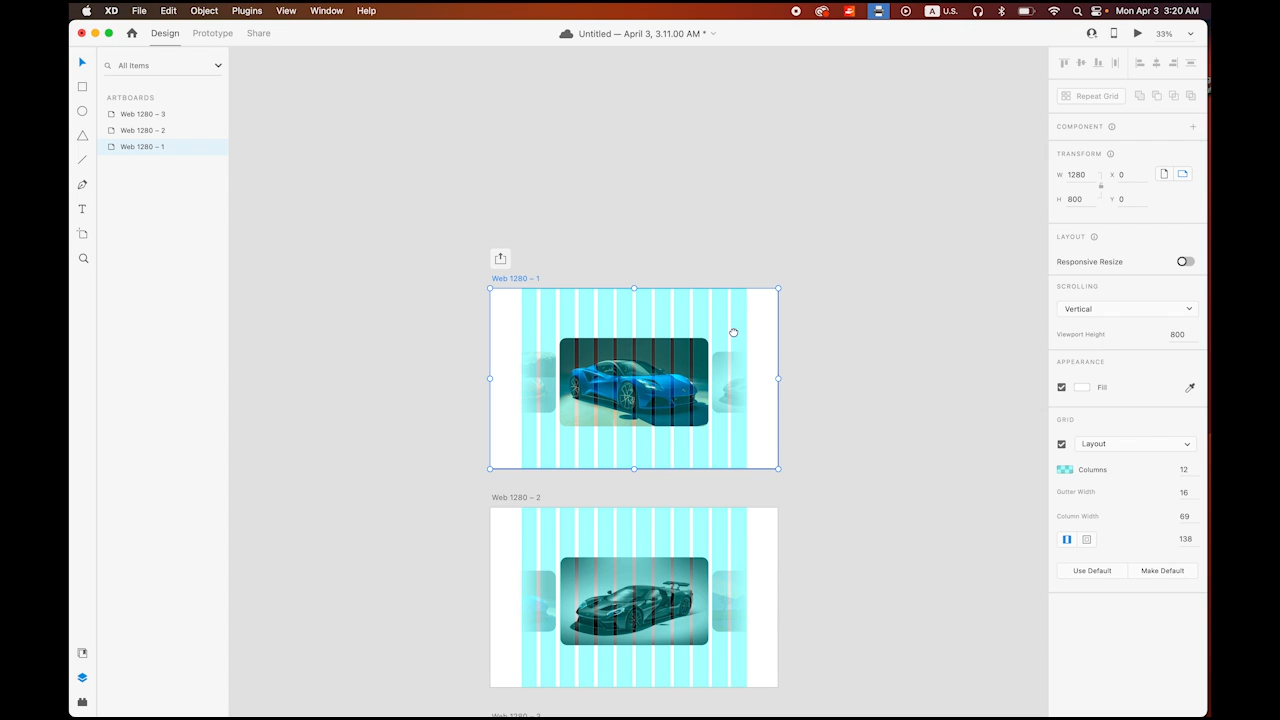 XD File Edit Object Plugins View Window Help A U.S. Mon Apr 3 3:20 AM
Design Prototype Share Untitled — April 3, 3.11.00 AM * 33%
All Items
ARTBOARDS
Web 1280 – 3
Web 1280 – 2
Web 1280 – 1
Web 1280 – 1
Web 1280 – 2
Web 1280 – 3
Repeat Grid
COMPONENT
TRANSFORM
W 1280 X 0
H 800 Y 0
LAYOUT
Responsive Resize
SCROLLING
Vertical
Viewport Height 800
APPEARANCE
Fill
GRID
Layout
Columns 12
Gutter Width 16
Column Width 69
138
Use Default Make Default